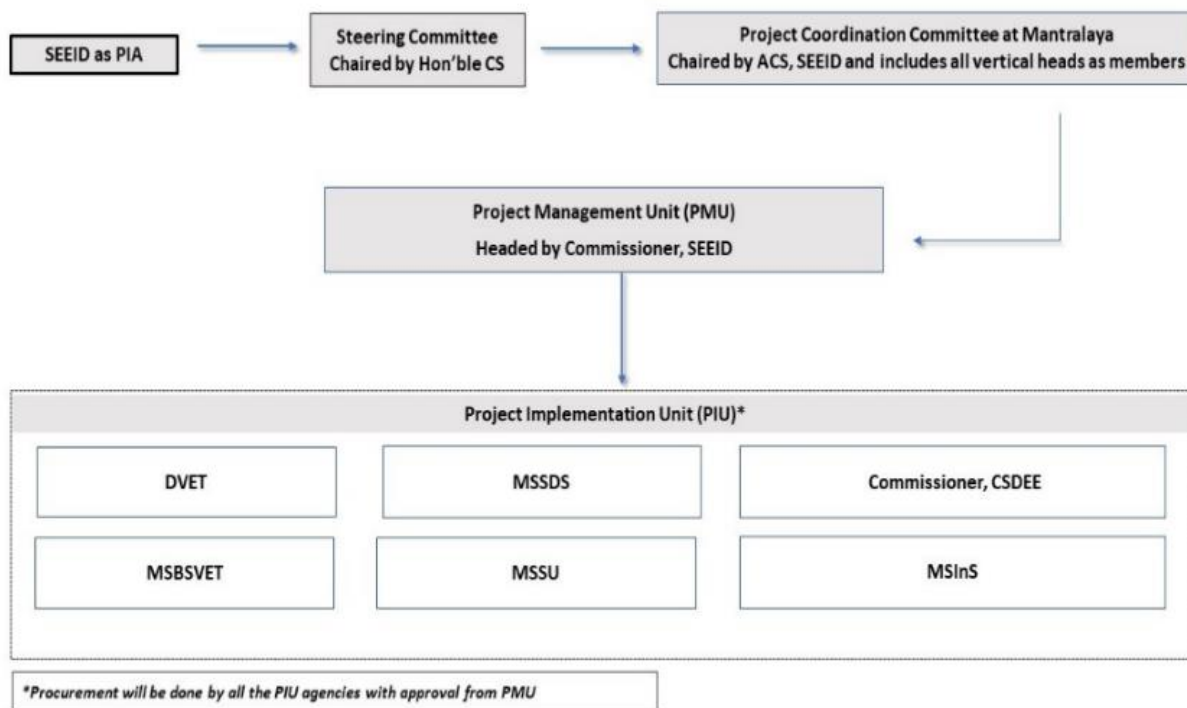 SEEID as PIA
Steering Committee
Chaired by Hon'ble CS
Project Coordination Committee at Mantralaya
Chaired by ACS, SEEID and includes all vertical heads as members
Project Management Unit (PMU)
Headed by Commissioner, SEEID
Project Implementation Unit (PIU)*
DVET
MSSDS
Commissioner, CSDEE
MSBSVET
MSSU
MSInS
*Procurement will be done by all the PIU agencies with approval from PMU